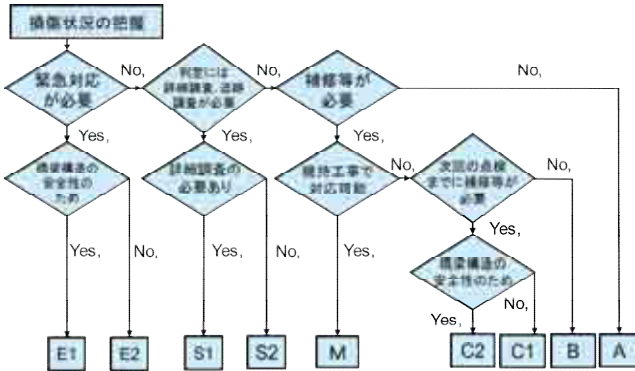 損傷状況の把握
緊急対応
が必要
No,
判定には
詳細調査、追跡
調査が必要
No,
補修等が
必要
No,
Yes,
Yes,
Yes,
橋梁構造の
安全性の
ため
詳細調査の
必要あり
維持工事で
対応可能
No,
次回の点検
までに補修等が
必要
No,
Yes,
橋梁構造の
安全性のため
Yes,
No,
Yes,
No,
Yes,
Yes,
No,
E1
E2
S1
S2
M
C2
C1
B
A